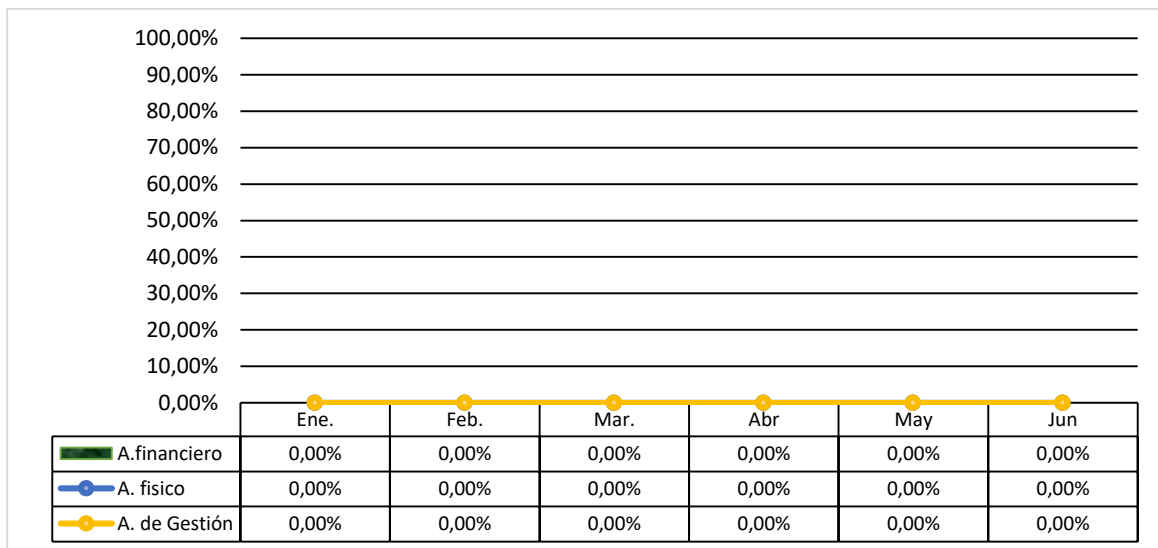 100,00%
90,00%
80,00%
70,00%
60,00%
50,00%
40,00%
30,00%
20,00%
10,00%
0,00%
Ene. Feb. Mar. Abr May Jun
A.financiero 0,00% 0,00% 0,00% 0,00% 0,00% 0,00%
A. fisico 0,00% 0,00% 0,00% 0,00% 0,00% 0,00%
A. de Gestión 0,00% 0,00% 0,00% 0,00% 0,00% 0,00%